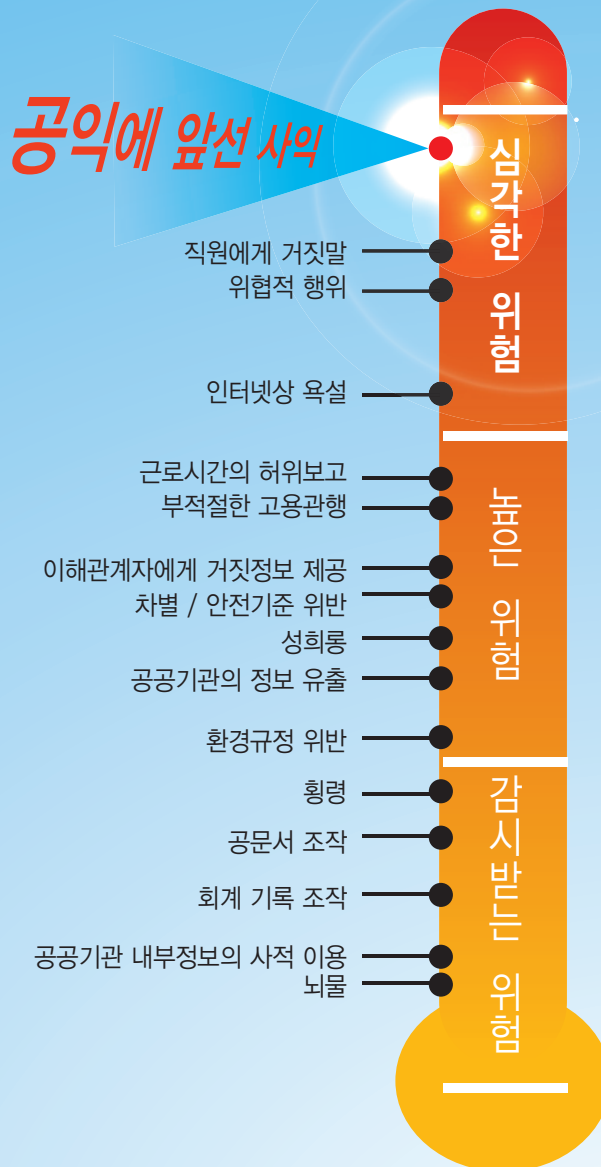 공익에 앞선 사익
직원에게 거짓말
위협적 행위
인터넷상 욕설
심각한 위험
근로시간의 허위보고
부적절한 고용관행
이해관계자에게 거짓정보 제공
차별 / 안전기준 위반
성희롱
공공기관의 정보 유출
환경규정 위반
높은 위험
횡령
공문서 조작
회계 기록 조작
공공기관 내부정보의 사적 이용
뇌물
감시받는 위험